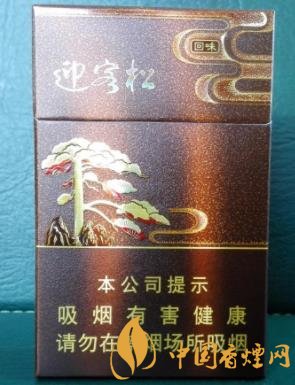 回味
迎客松
本公司提示
吸烟有害健康
请勿在 烟场所吸烟
中国香烟网